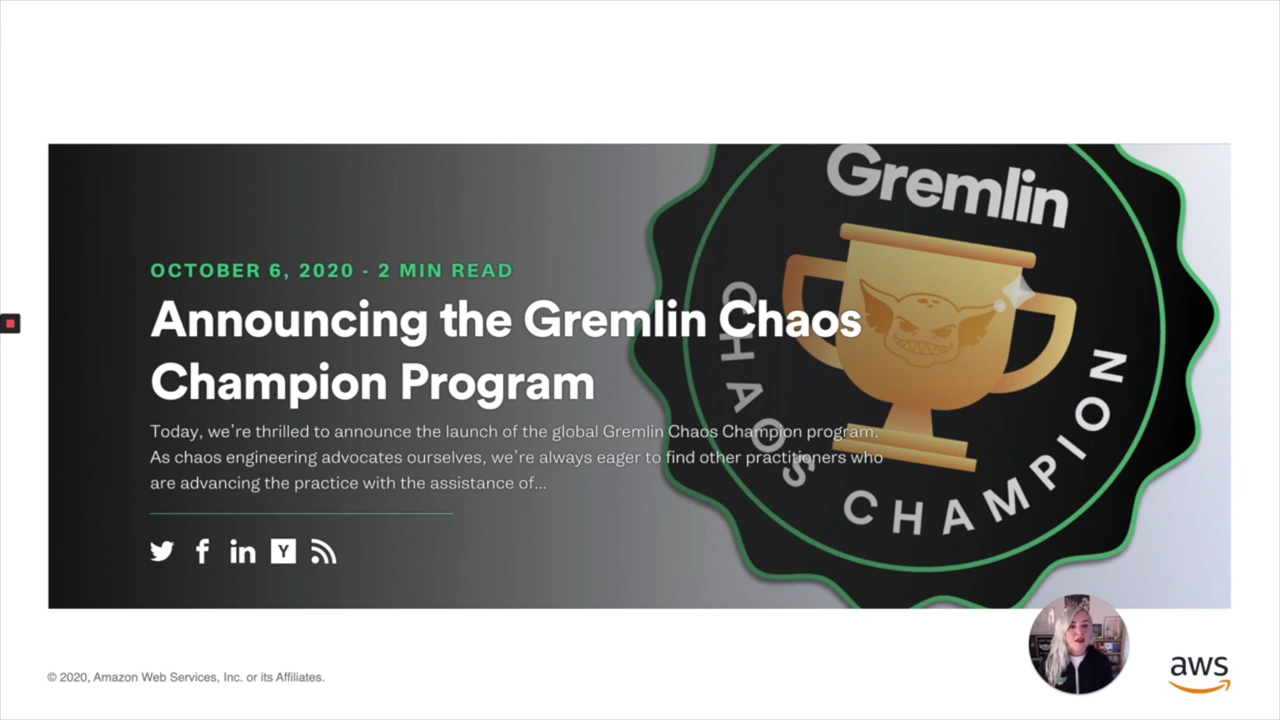 Gremlin
CHAOS CHAMPION
OCTOBER 6, 2020 - 2 MIN READ
Announcing the Gremlin Chaos
Champion Program
Today, we're thrilled to announce the launch of the global Gremlin Chaos Champion program.
As chaos engineering advocates ourselves, we're always eager to find other practitioners who
are advancing the practice with the assistance of...
in
Y
© 2020, Amazon Web Services, Inc. or its Affiliates.
aws